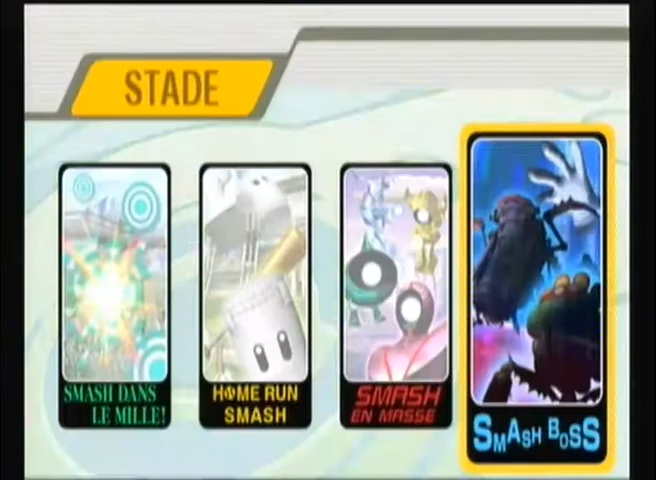 STADE
SMASH DANS
LE MILLE!
HOME RUN
SMASH
SMASH
EN MASSE
SMASH BOSS